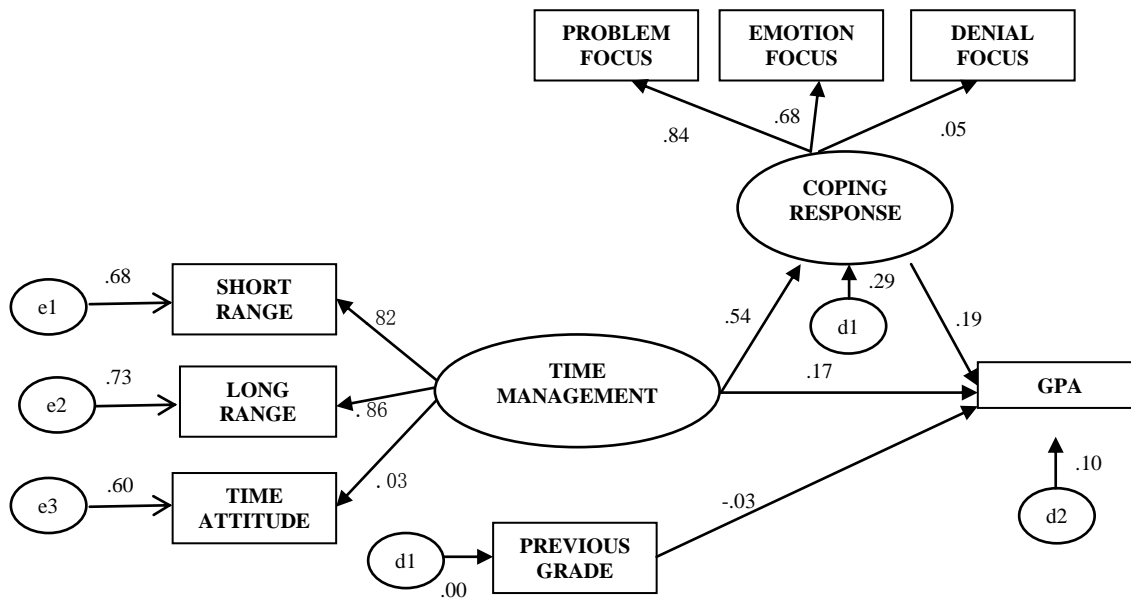 PROBLEM
FOCUS
EMOTION
FOCUS
DENIAL
FOCUS
.84
.68
.05
COPING
RESPONSE
.68
e1
SHORT
RANGE
82
.54
.29
d1
.19
.73
e2
LONG
RANGE
. 86
TIME
MANAGEMENT
.17
GPA
.60
e3
TIME
ATTITUDE
. 03
-.03
.10
d2
d1
.00
PREVIOUS
GRADE